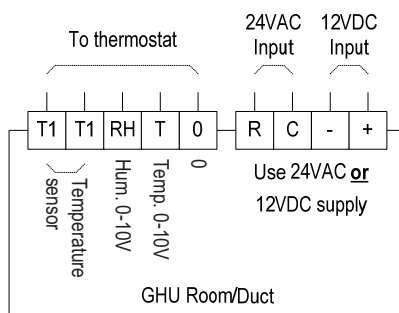 To thermostat
24VAC
Input
12VDC
Input
T1 T1 RH T 0 R C - +
Temperature
sensor
Hum. 0-10V
Temp. 0-10V
0
Use 24VAC or
12VDC supply
GHU Room/Duct